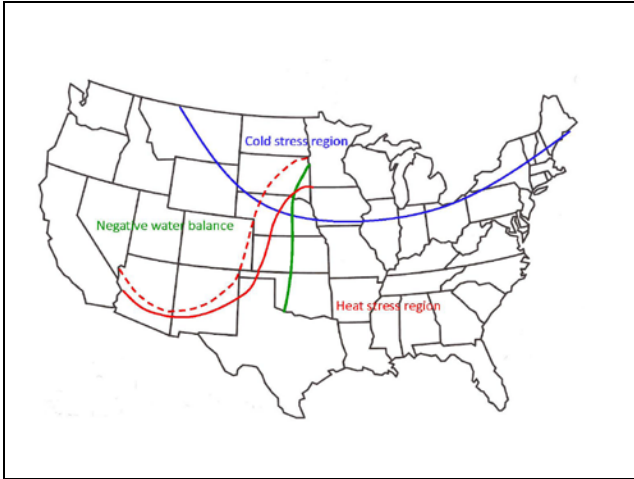 Cold stress region
Negative water balance
Heat stress region